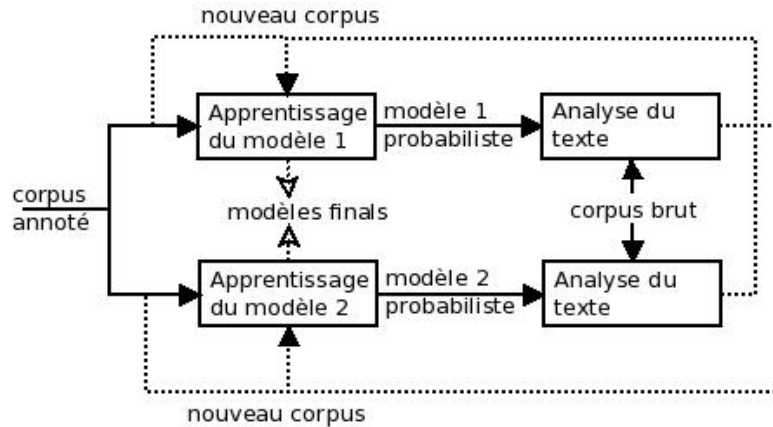 nouveau corpus
Apprentissage
du modèle 1
modèle 1
probabiliste
Analyse du
texte
corpus
annoté
modèles finals
corpus brut
Apprentissage
du modèle 2
modèle 2
probabiliste
Analyse du
texte
nouveau corpus